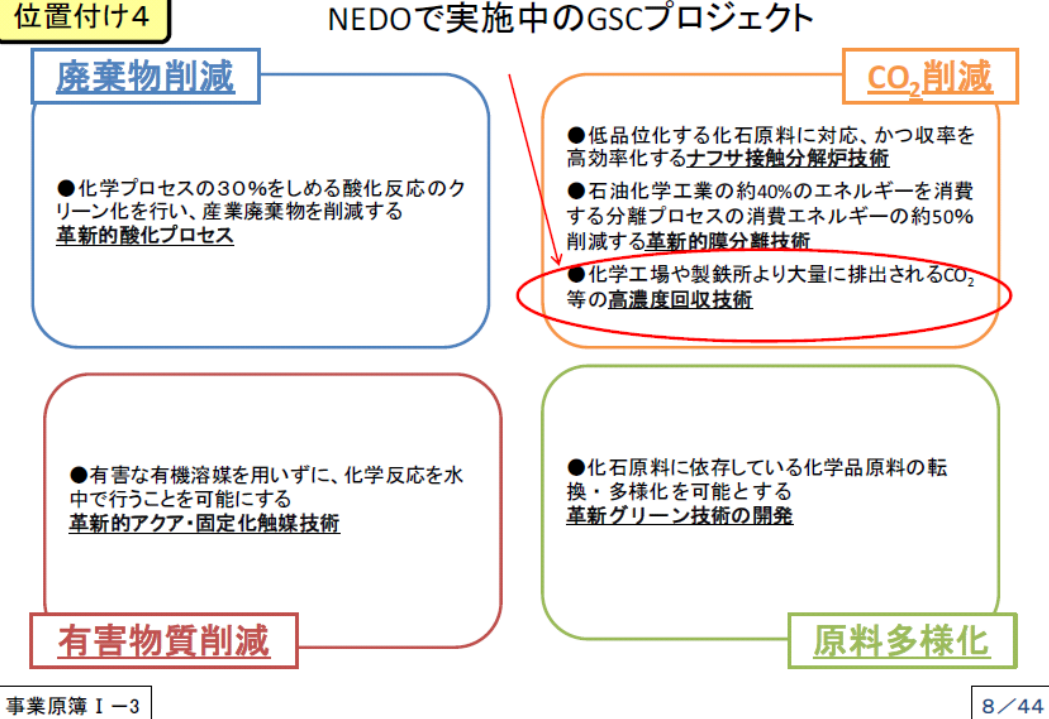 位置付け4
NEDOで実施中のGSCプロジェクト
廃棄物削減
●化学プロセスの30%をしめる酸化反応のク
リーン化を行い、産業廃棄物を削減する
革新的酸化プロセス
CO₂削減
●低品位化する化石原料に対応、かつ収率を
高効率化するナフサ接触分解炉技術
●石油化学工業の約40%のエネルギーを消費
する分離プロセスの消費エネルギーの約50%
削減する革新的膜分離技術
●化学工場や製鉄所より大量に排出されるCO₂
等の高濃度回収技術
●有害な有機溶媒を用いずに、化学反応を水
中で行うことを可能にする
革新的アクア・固定化触媒技術
有害物質削減
●化石原料に依存している化学品原料の転
換・多様化を可能とする
革新グリーン技術の開発
原料多様化
事業原簿Ⅰ-3
8/44